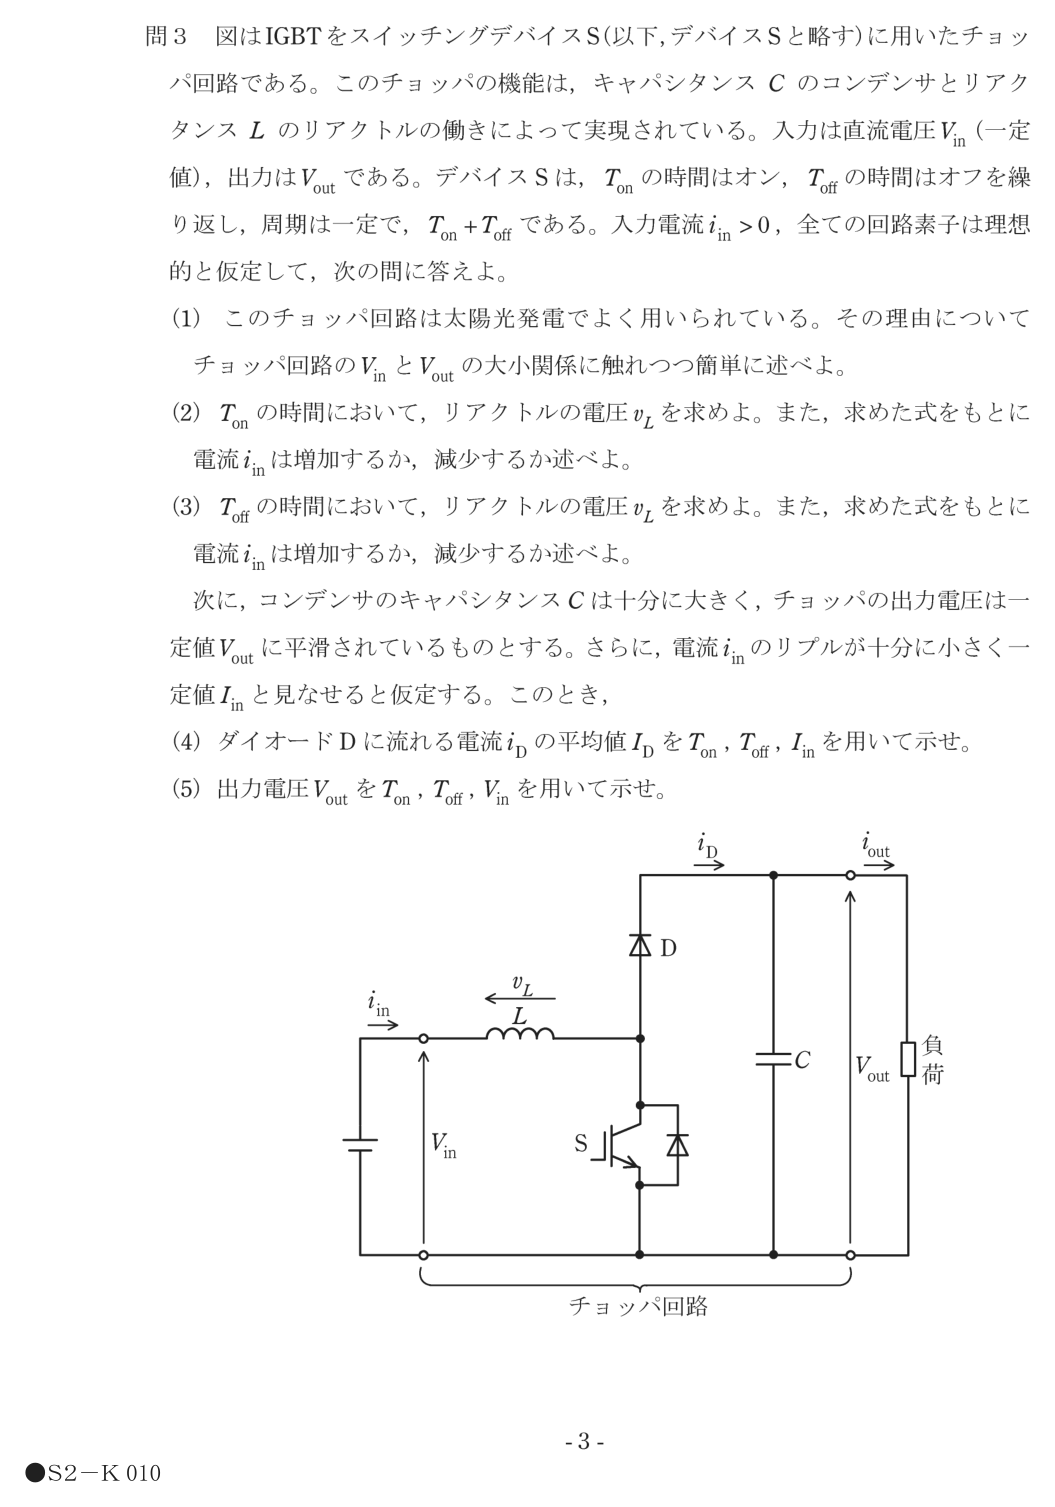 問３　図はIGBTをスイッチングデバイスS(以下,デバイスSと略す)に用いたチョッ
パ回路である。このチョッパの機能は，キャパシタンス C のコンデンサとリアク
タンス L のリアクトルの働きによって実現されている。入力は直流電圧Vin（一定
値），出力はVout である。デバイスSは，Ton の時間はオン，Toff の時間はオフを繰
り返し，周期は一定で，Ton+Toff である。入力電流iin>0，全ての回路素子は理想
的と仮定して，次の問に答えよ。
(1)　このチョッパ回路は太陽光発電でよく用いられている。その理由について
チョッパ回路のVin とVout の大小関係に触れつつ簡単に述べよ。
(2)　Ton の時間において，リアクトルの電圧vL を求めよ。また，求めた式をもとに
電流iin は増加するか，減少するか述べよ。
(3)　Toff の時間において，リアクトルの電圧vL を求めよ。また，求めた式をもとに
電流iin は増加するか，減少するか述べよ。
次に，コンデンサのキャパシタンスCは十分に大きく，チョッパの出力電圧は一
定値Vout に平滑されているものとする。さらに，電流iin のリプルが十分に小さく一
定値Iin と見なせると仮定する。このとき，
(4)　ダイオードDに流れる電流iD の平均値ID をTon，Toff，Iin を用いて示せ。
(5)　出力電圧Vout をTon，Toff，Vin を用いて示せ。
iD
iout
D
vL
iin
L
C
Vout
負荷
S
Vin
チョッパ回路
- 3 -
●S2－K 010